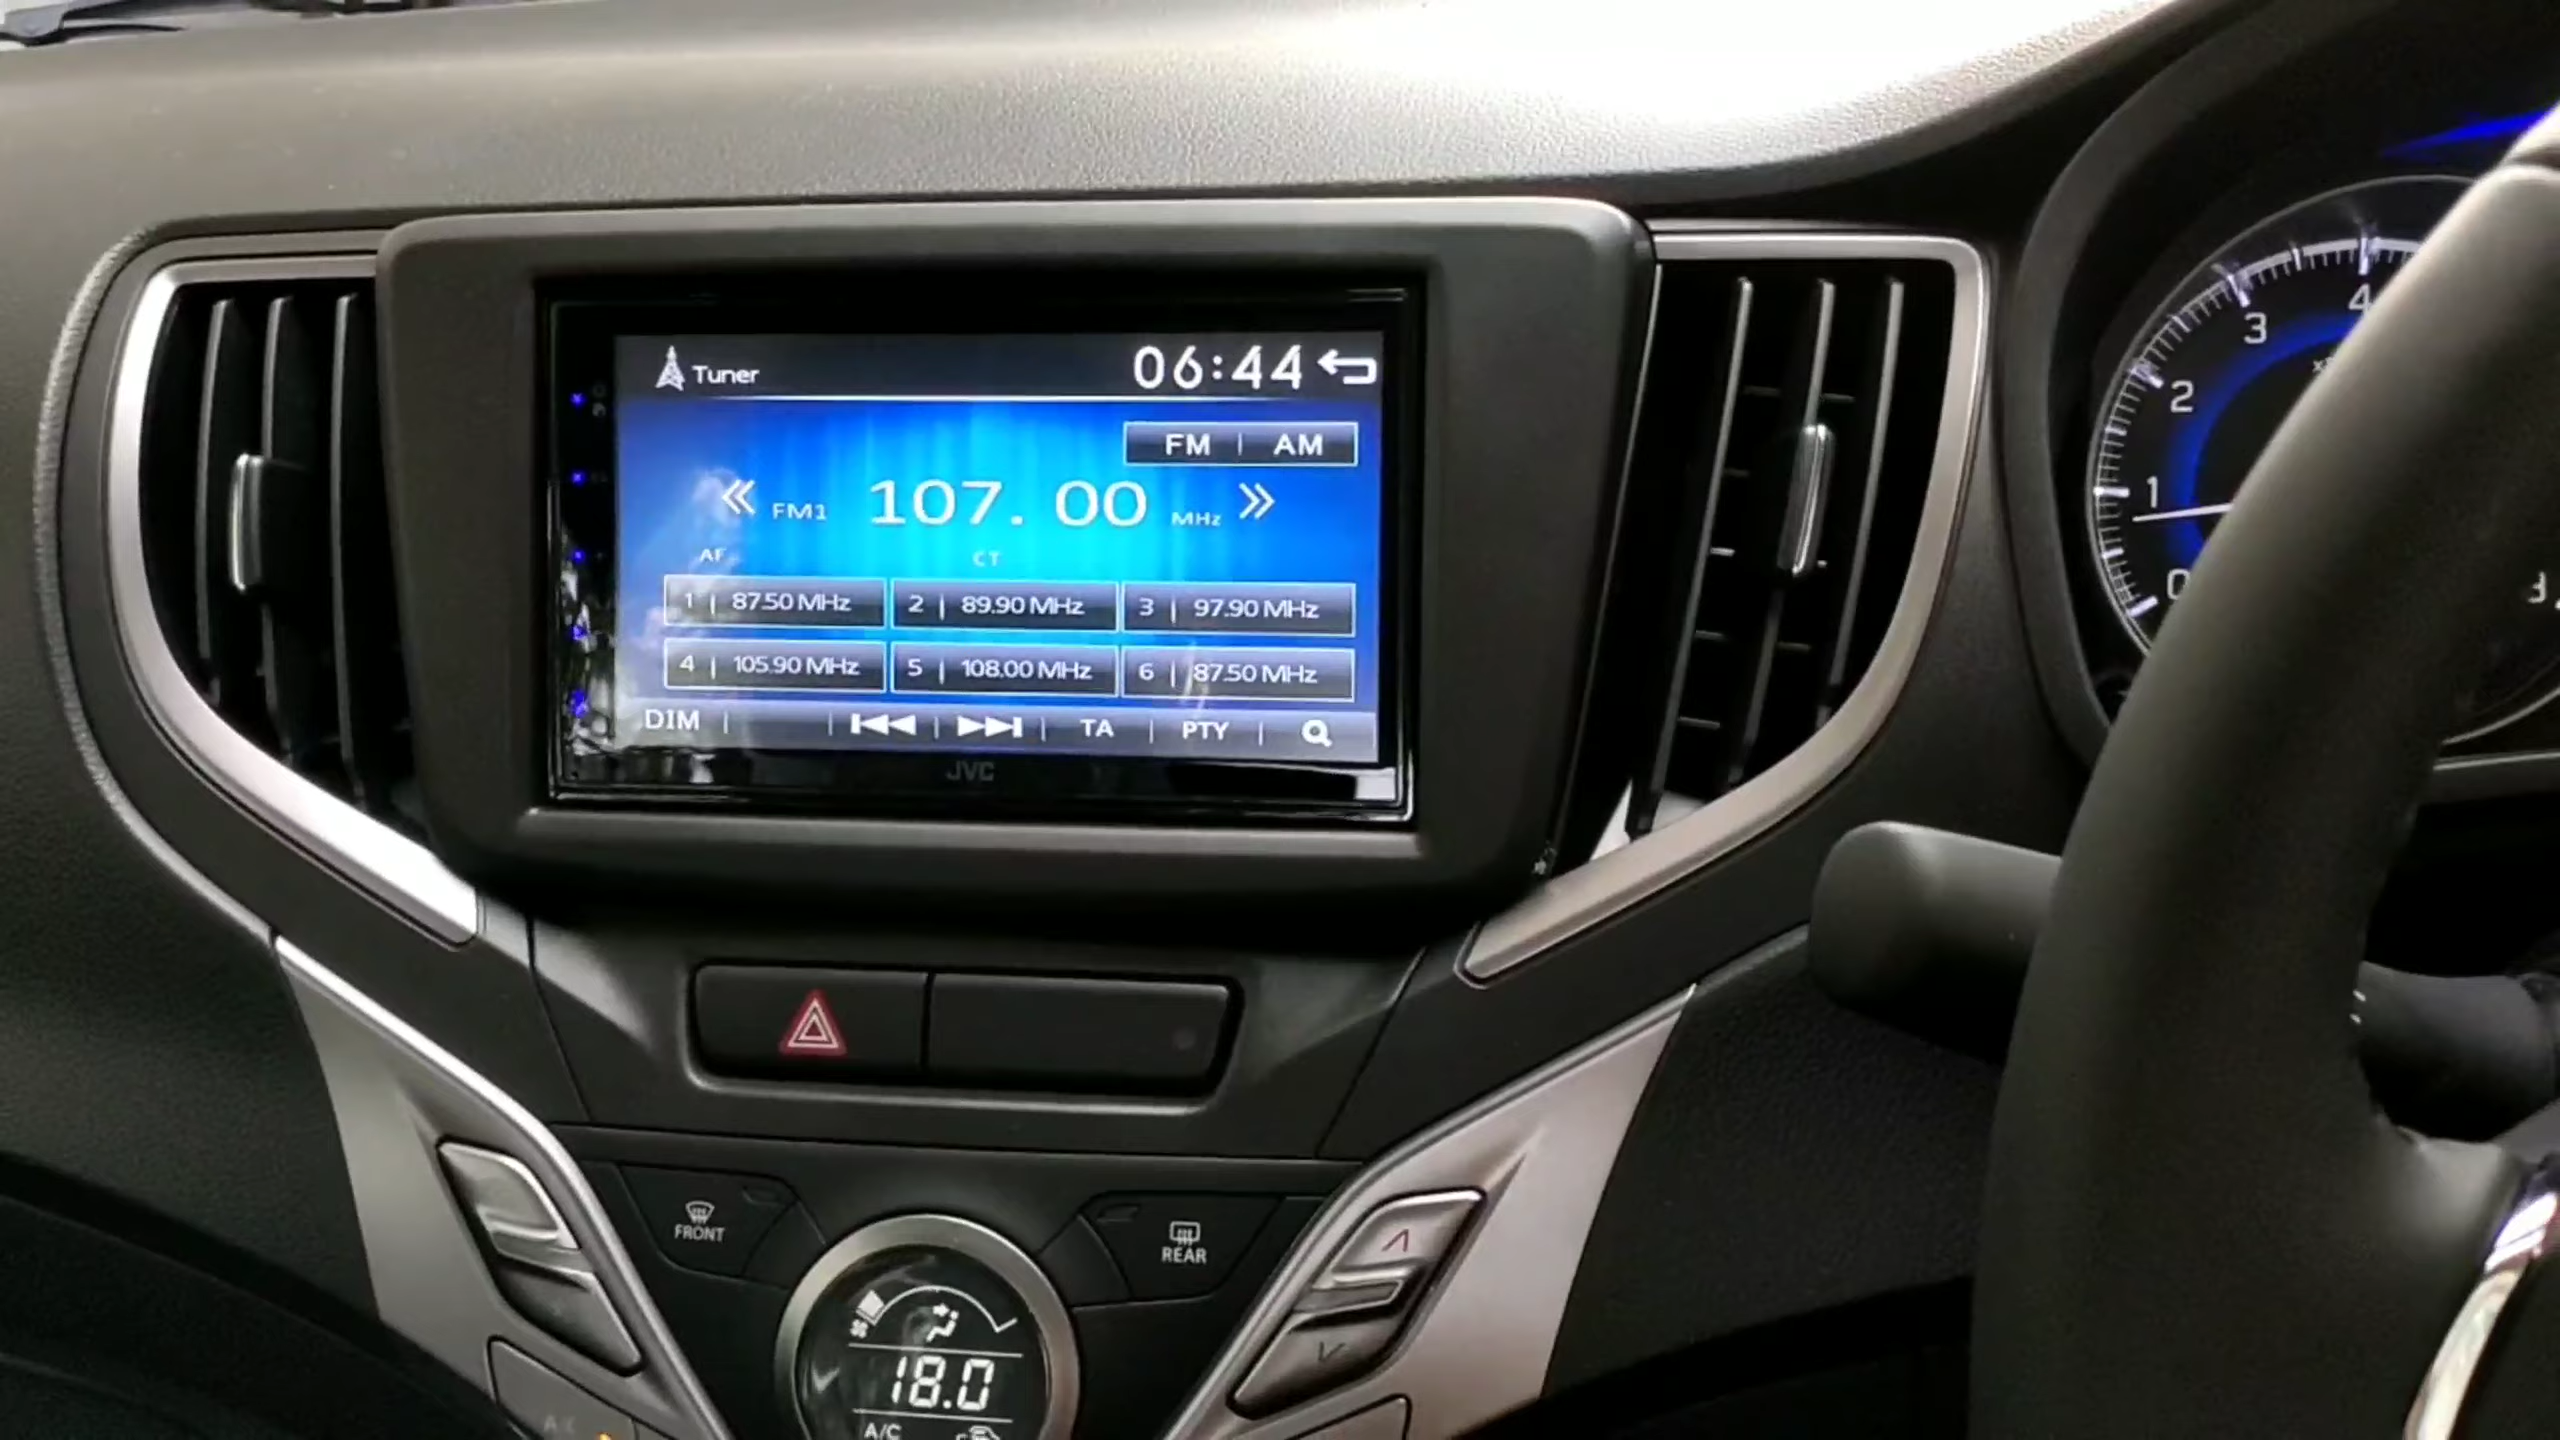 Tuner 06:44
FM | AM
FM1 107.00 MHz
AF CT
1 | 87.50 MHz 2 | 89.90 MHz 3 | 97.90 MHz
4 | 105.90 MHz 5 | 108.00 MHz 6 | 87.50 MHz
DIM | | | TA | PTY |
JVC
4
3
2
1
0
FRONT
REAR
18.0
A/C